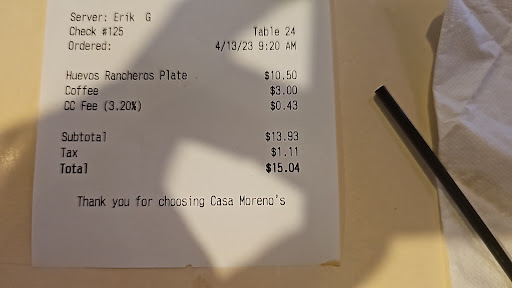 Server: Erik G
Check #125 Table 24
Ordered: 4/13/23 9:20 AM
Huevos Rancheros Plate $10.50
Coffee $3.00
CC Fee (3.20%) $0.43
Subtotal $13.93
Tax $1.11
Total $15.04
Thank you for choosing Casa Moreno's